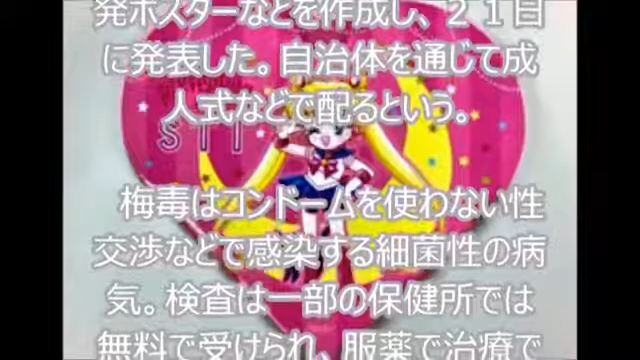 発ポスターなどを作成し、２１日
に発表した。自治体を通じて成
人式などで配るという。
STI
梅毒はコンドームを使わない性
交渉などで感染する細菌性の病
気。検査は一部の保健所では
無料で受けられ、服薬で治療で